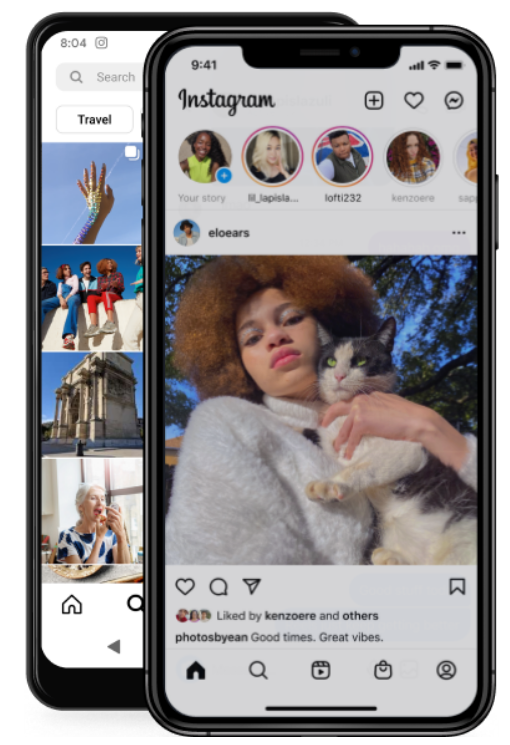 8:04
Search
Travel
9:41
Instagram
Your story
lil_lapisla...
lofti232
kenzoere
eloears
Liked by kenzoere and others
photosbyean Good times. Great vibes.